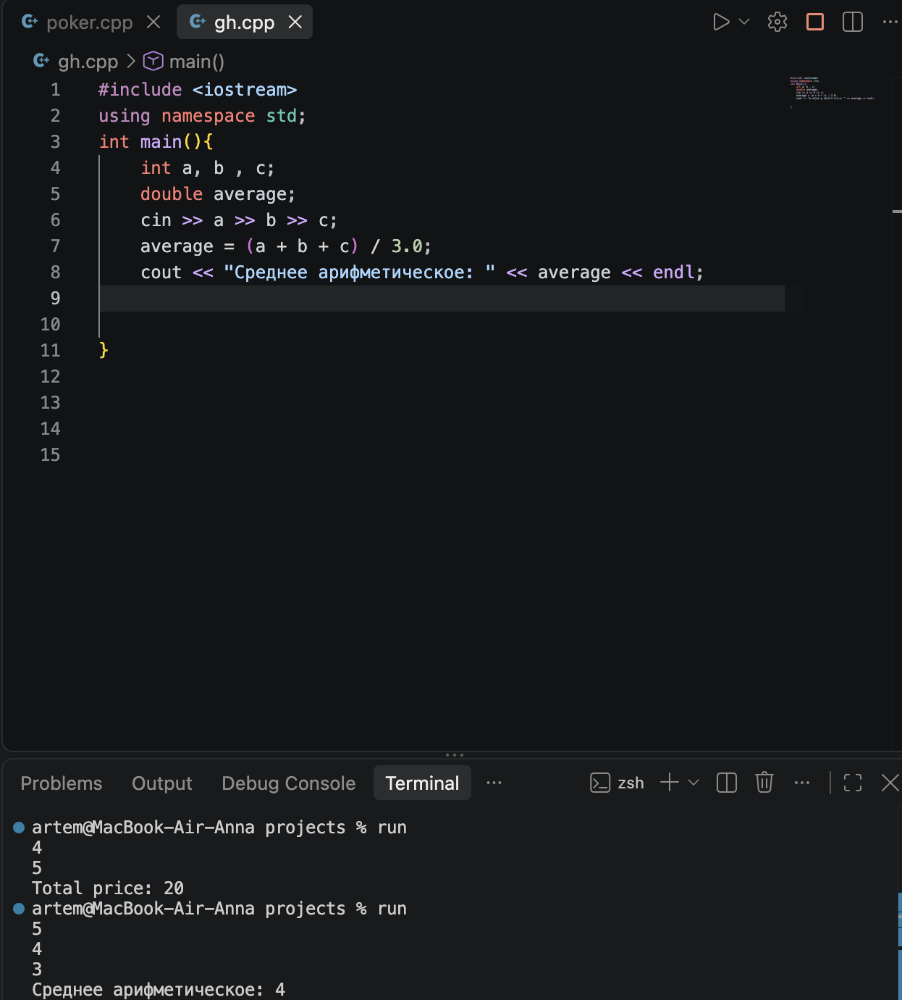 poker.cpp gh.cpp
gh.cpp main()
1 #include <iostream>
2 using namespace std;
3 int main(){
4 int a, b , c;
5 double average;
6 cin >> a >> b >> c;
7 average = (a + b + c) / 3.0;
8 cout << "Среднее арифметическое: " << average << endl;
9
10
11 }
12
13
14
15
Problems Output Debug Console Terminal ··· zsh
artem@MacBook-Air-Anna projects % run
4
5
Total price: 20
artem@MacBook-Air-Anna projects % run
5
4
3
Среднее арифметическое: 4